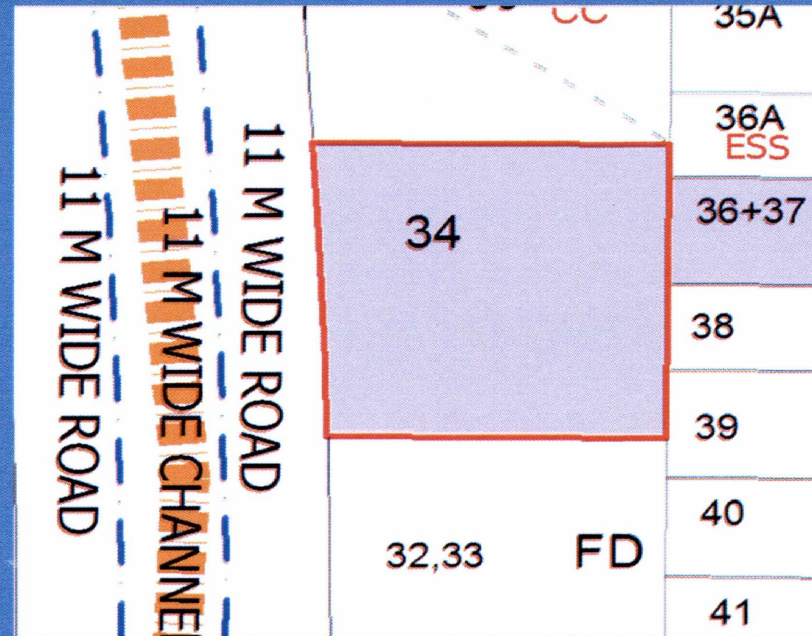 CC
35A
36A
ESS
36+37
34
38
39
40
41
32,33
FD
11 M WIDE ROAD
11 M WIDE CHANNEL
11 M WIDE ROAD